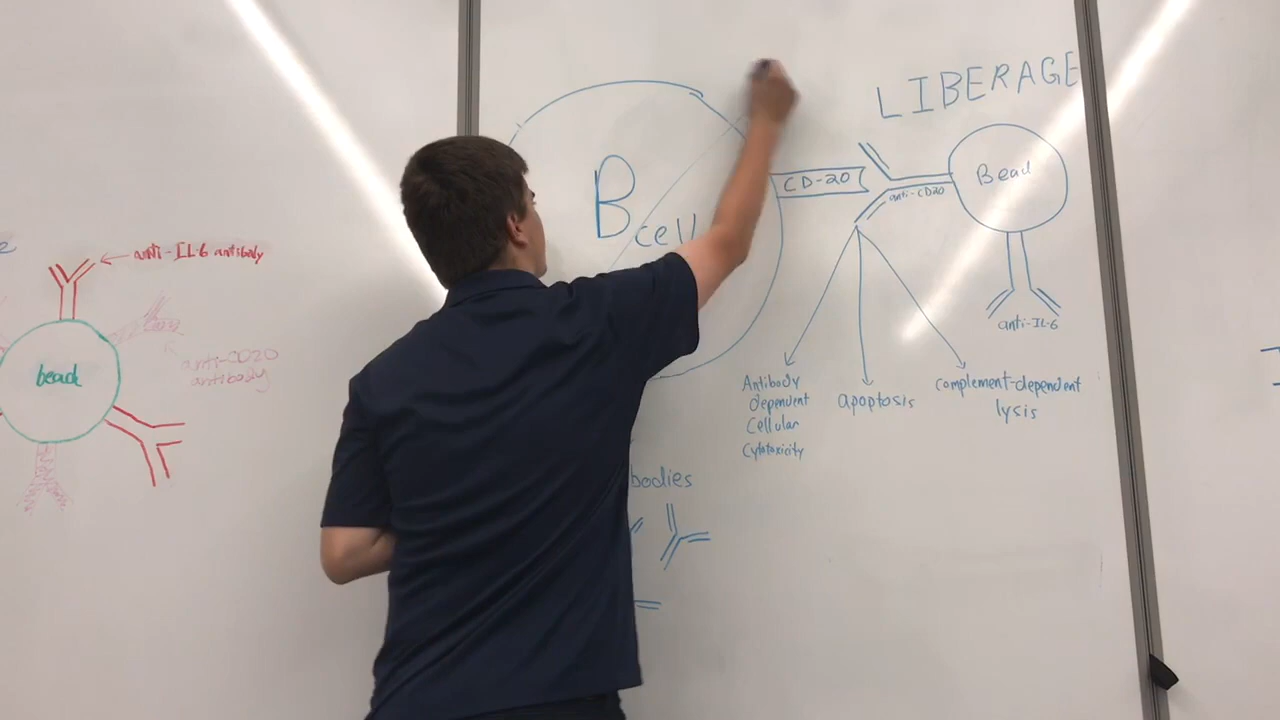 anti-IL-6 antibody
bead
anti-CD20
antibody
B cell
LIBERAGE
CD-20
anti-CD20
Bead
anti-IL-6
Antibody
dependent
Cellular
Cytotoxicity
apoptosis
complement-dependent
lysis
bodies